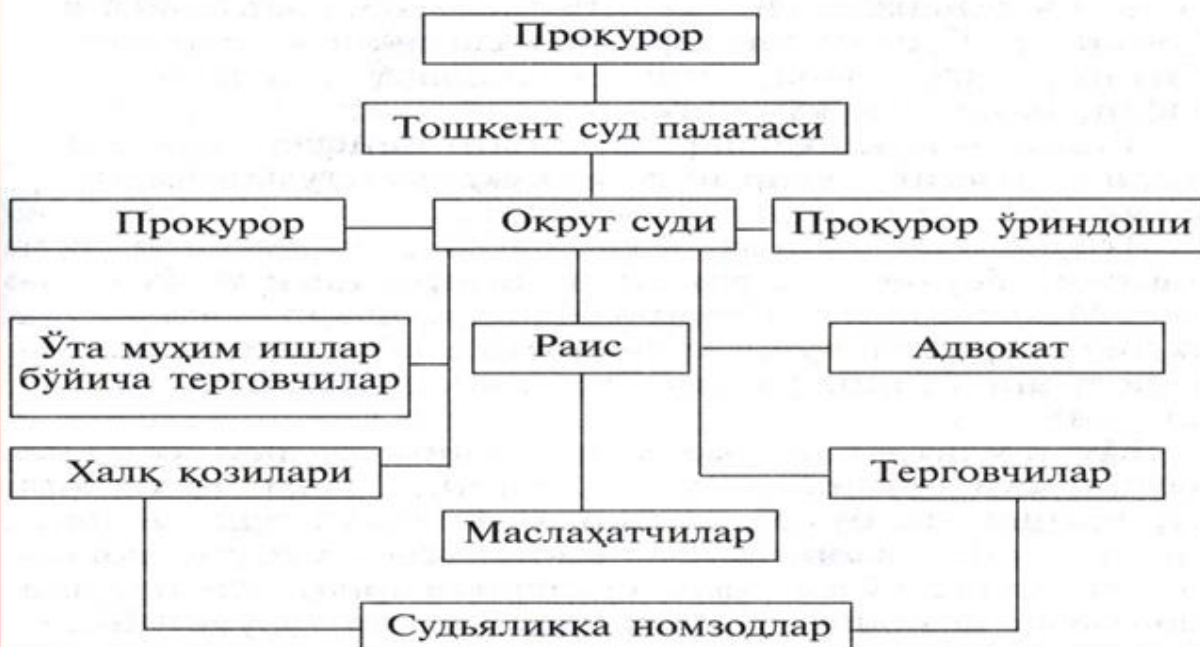 Прокурор
Тошкент суд палатаси
Прокурор
Округ суди
Прокурор ўриндоши
Ўта муҳим ишлар
бўйича терговчилар
Раис
Адвокат
Халқ қозилари
Терговчилар
Маслаҳатчилар
Судьяликка номзодлар